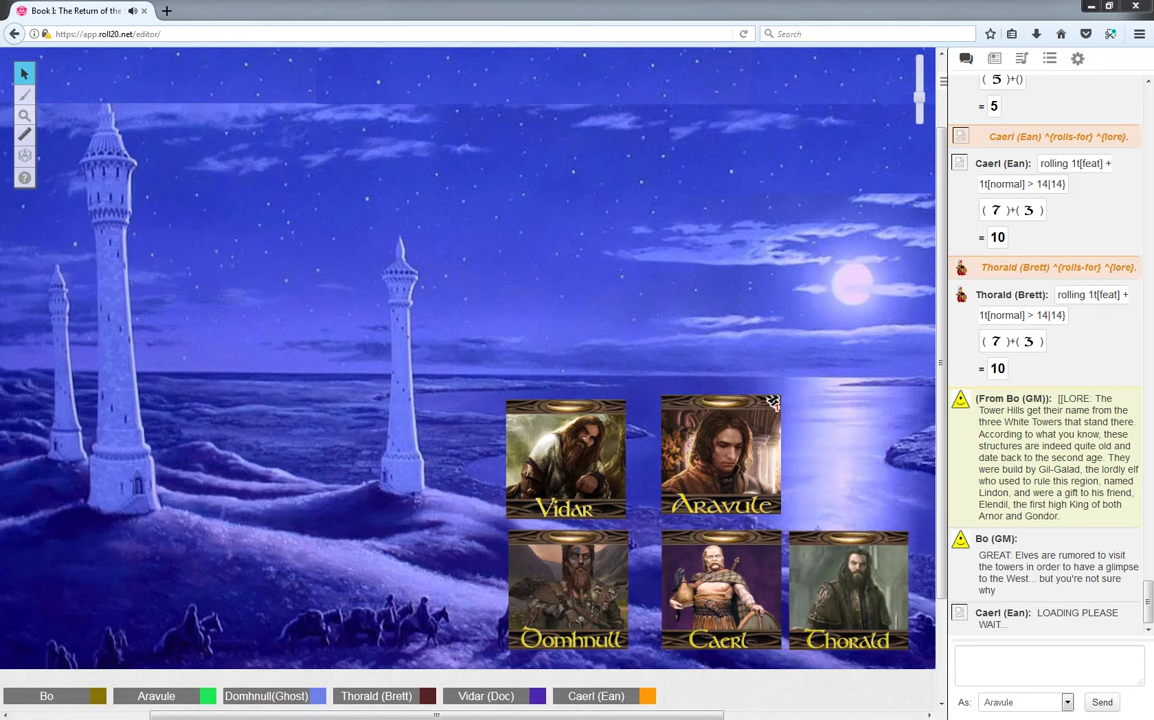 Book I: The Return of the
https://app.roll20.net/editor/
Search
( 5 )+()
= 5
Caerl (Ean) ^{rolls-for} ^{lore}.
Caerl (Ean): rolling 1t[feat] +
1t[normal] > 14|14}
( 7 )+( 3 )
= 10
Thorald (Brett) ^{rolls-for} ^{lore}.
Thorald (Brett): rolling 1t[feat] +
1t[normal] > 14|14}
( 7 )+( 3 )
= 10
(From Bo (GM)): [[LORE: The
Tower Hills get their name from the
three White Towers that stand there.
According to what you know, these
structures are indeed quite old and
date back to the second age. They
were build by Gil-Galad, the lordly elf
who used to rule this region, named
Lindon, and were a gift to his friend,
Elendil, the first high King of both
Arnor and Gondor.
Bo (GM):
GREAT: Elves are rumored to visit
the towers in order to have a glimpse
to the West... but you're not sure
why
Caerl (Ean): LOADING PLEASE
WAIT...
As: Aravule Send
Vidar Aravule
Domhnull Caerl Thorald
Bo Aravule Domhnull(Ghost) Thorald (Brett) Vidar (Doc) Caerl (Ean)